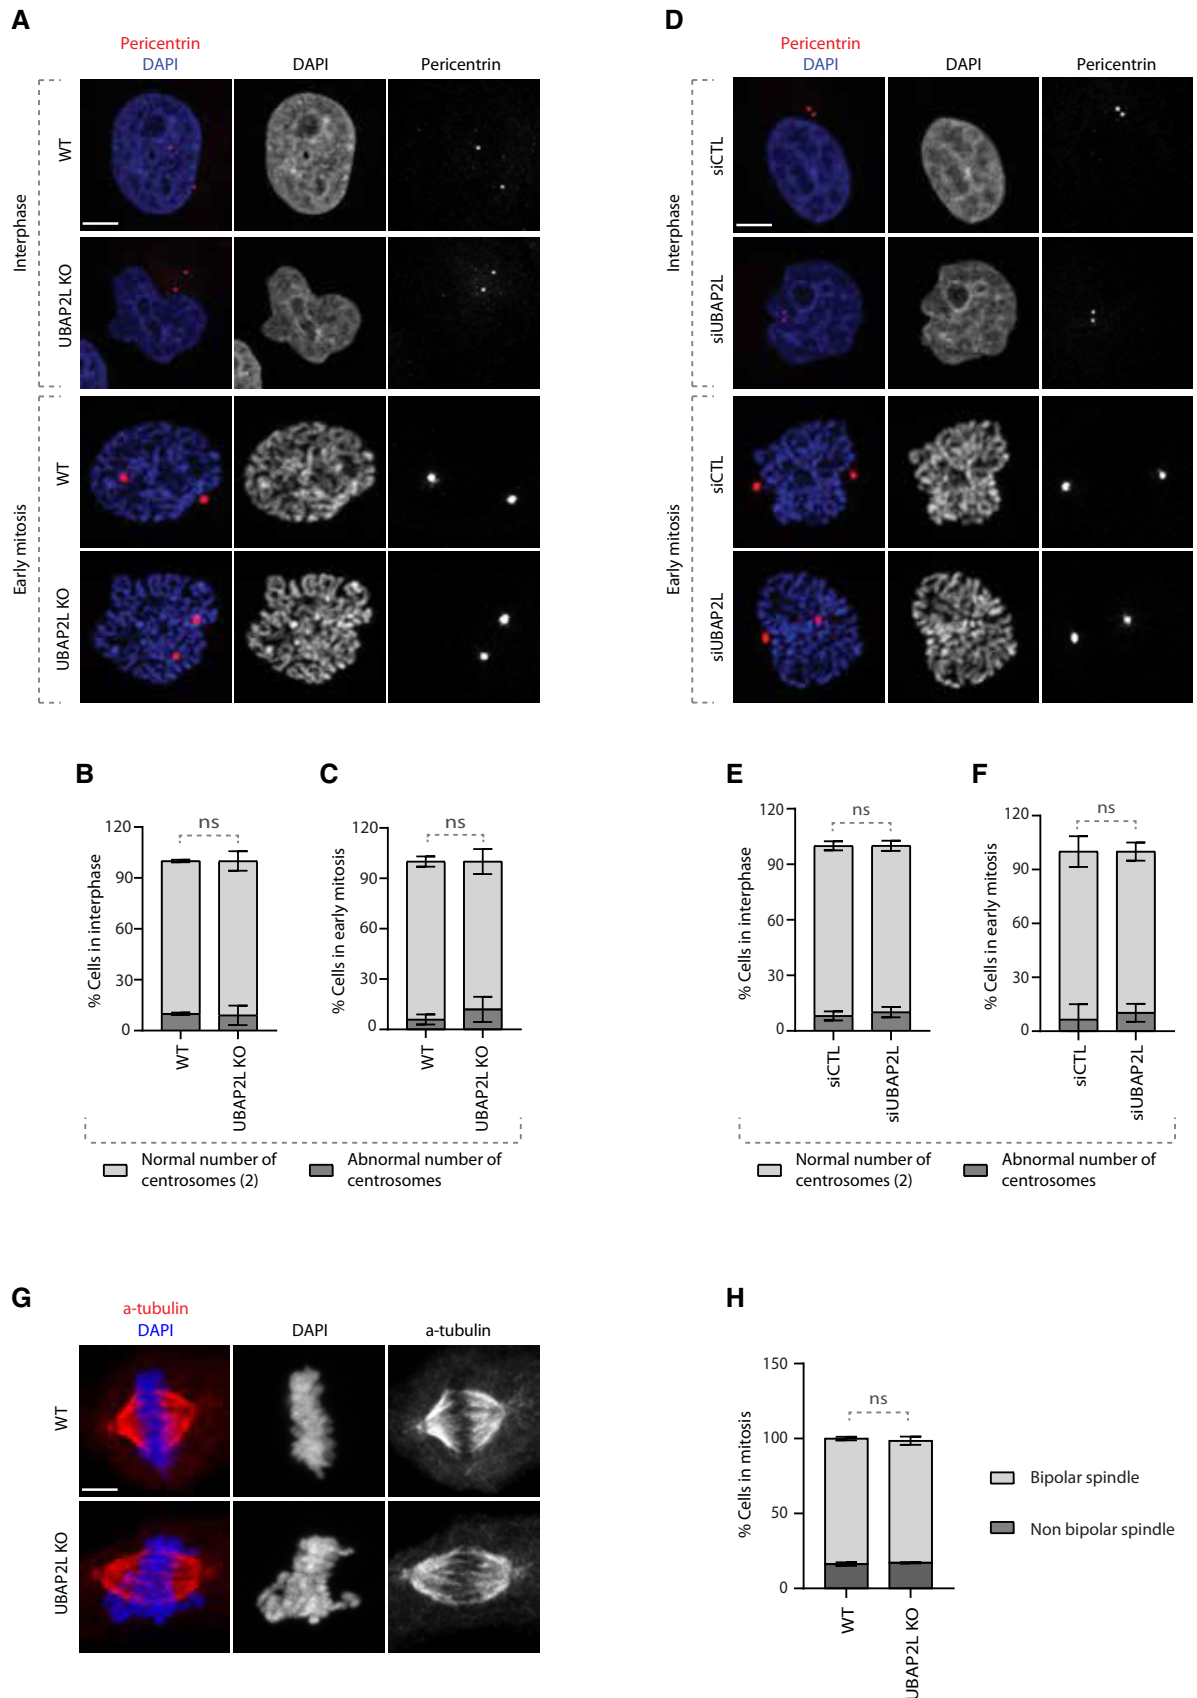 A
Pericentrin
DAPI
DAPI
Pericentrin
Interphase
WT
UBAP2L KO
Early mitosis
WT
UBAP2L KO
D
Pericentrin
DAPI
DAPI
Pericentrin
Interphase
siCTL
siUBAP2L
Early mitosis
siCTL
siUBAP2L
B
% Cells in interphase
120
90
60
30
0
ns
WT
UBAP2L KO
C
% Cells in early mitosis
120
90
60
30
0
ns
WT
UBAP2L KO
Normal number of
centrosomes (2)
Abnormal number of
centrosomes
E
% Cells in interphase
120
90
60
30
0
ns
siCTL
siUBAP2L
F
% Cells in early mitosis
120
90
60
30
0
ns
siCTL
siUBAP2L
Normal number of
centrosomes (2)
Abnormal number of
centrosomes
G
a-tubulin
DAPI
DAPI
a-tubulin
WT
UBAP2L KO
H
% Cells in mitosis
150
100
50
0
ns
WT
UBAP2L KO
Bipolar spindle
Non bipolar spindle